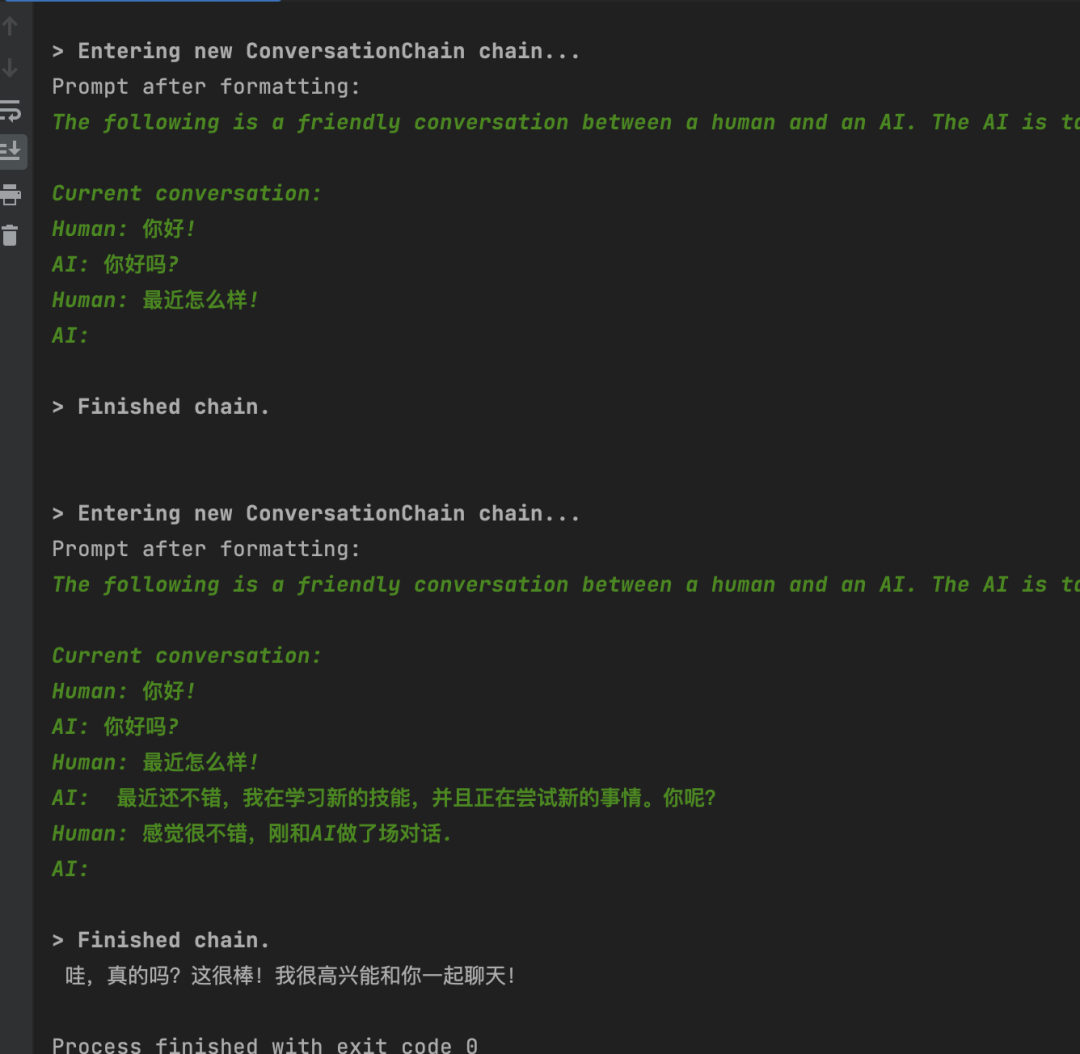 > Entering new ConversationChain chain...
Prompt after formatting:
The following is a friendly conversation between a human and an AI. The AI is
Current conversation:
Human: 你好!
AI: 你好吗?
Human: 最近怎么样!
AI:
> Finished chain.
> Entering new ConversationChain chain...
Prompt after formatting:
The following is a friendly conversation between a human and an AI. The AI is
Current conversation:
Human: 你好!
AI: 你好吗?
Human: 最近怎么样!
AI:  最近还不错，我在学习新的技能，并且正在尝试新的事情。你呢?
Human: 感觉很不错，刚和AI做了场对话.
AI:
> Finished chain.
哇，真的吗？这很棒！我很高兴能和你一起聊天！
Process finished with exit code 0